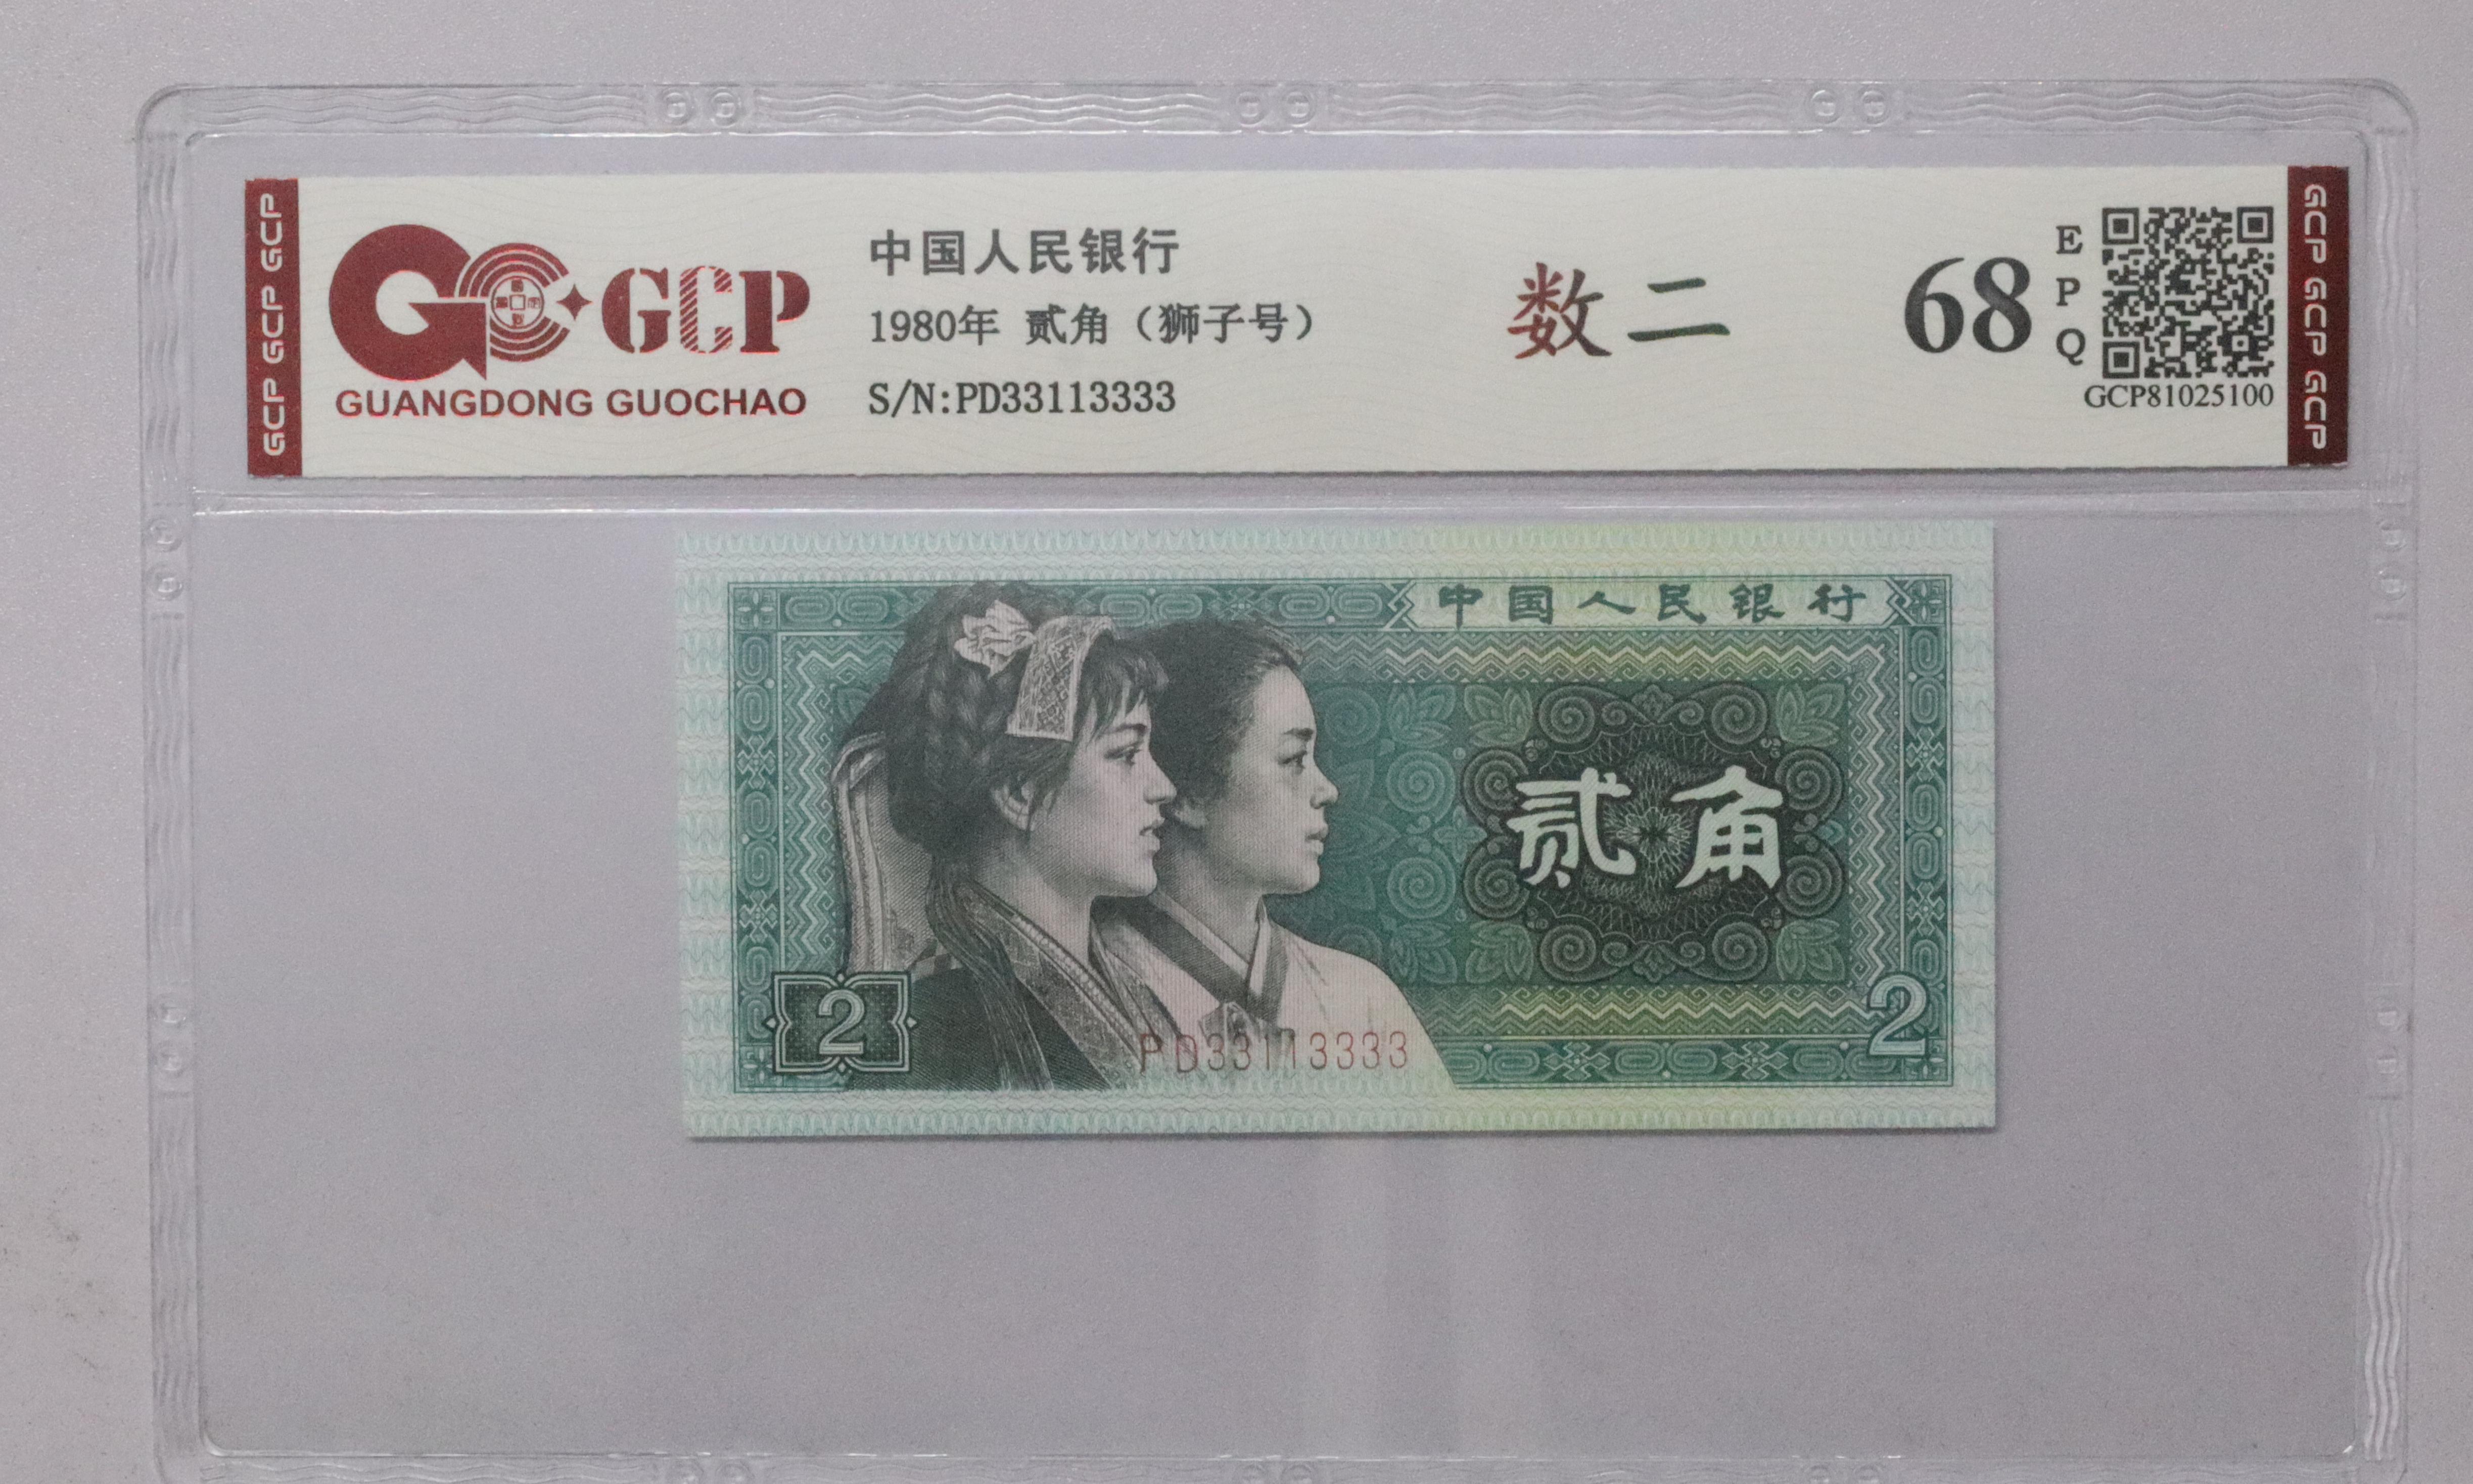 GCP GCP GCP
GCP
GUANGDONG GUOCHAO
中国人民银行
1980年 贰角（狮子号）
S/N:PD33113333
数二
68
EPQ
GCP81025100
GCP GCP GCP
中国人民银行
贰角
2
2
PD33113333